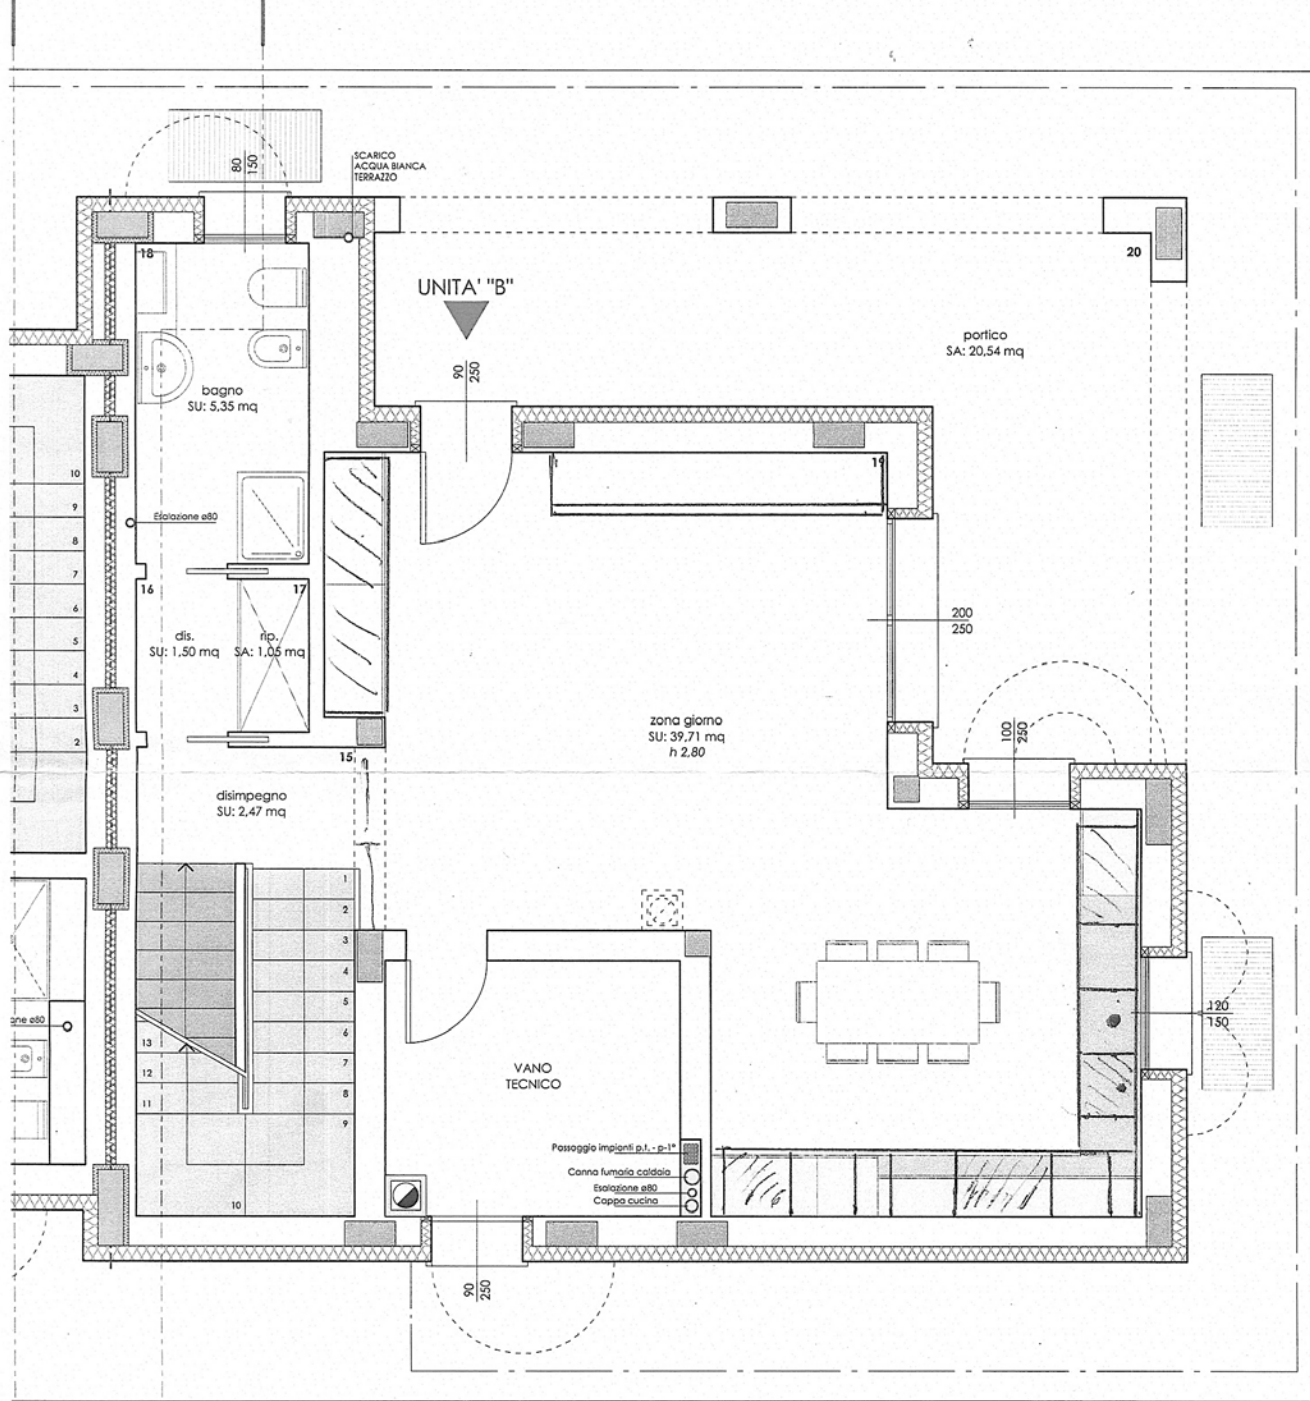 80
150
SCARICO
ACQUA BIANCA
TERRAZZO
18
20
UNITA' "B"
portico
SA: 20,54 mq
90
250
bagno
SU: 5,35 mq
19
10
9
8
7
6
5
4
3
2
Esalazione ø80
16
17
dis.
SU: 1,50 mq
rip.
SA: 1,05 mq
200
250
zona giorno
SU: 39,71 mq
h 2,80
100
250
15
disimpegno
SU: 2,47 mq
1
2
3
4
5
6
7
8
9
13
12
11
10
ne ø80
120
150
VANO
TECNICO
Passaggio impianti p.t. - p-1°
Canna fumaria caldaia
Esalazione ø80
Cappa cucina
90
250